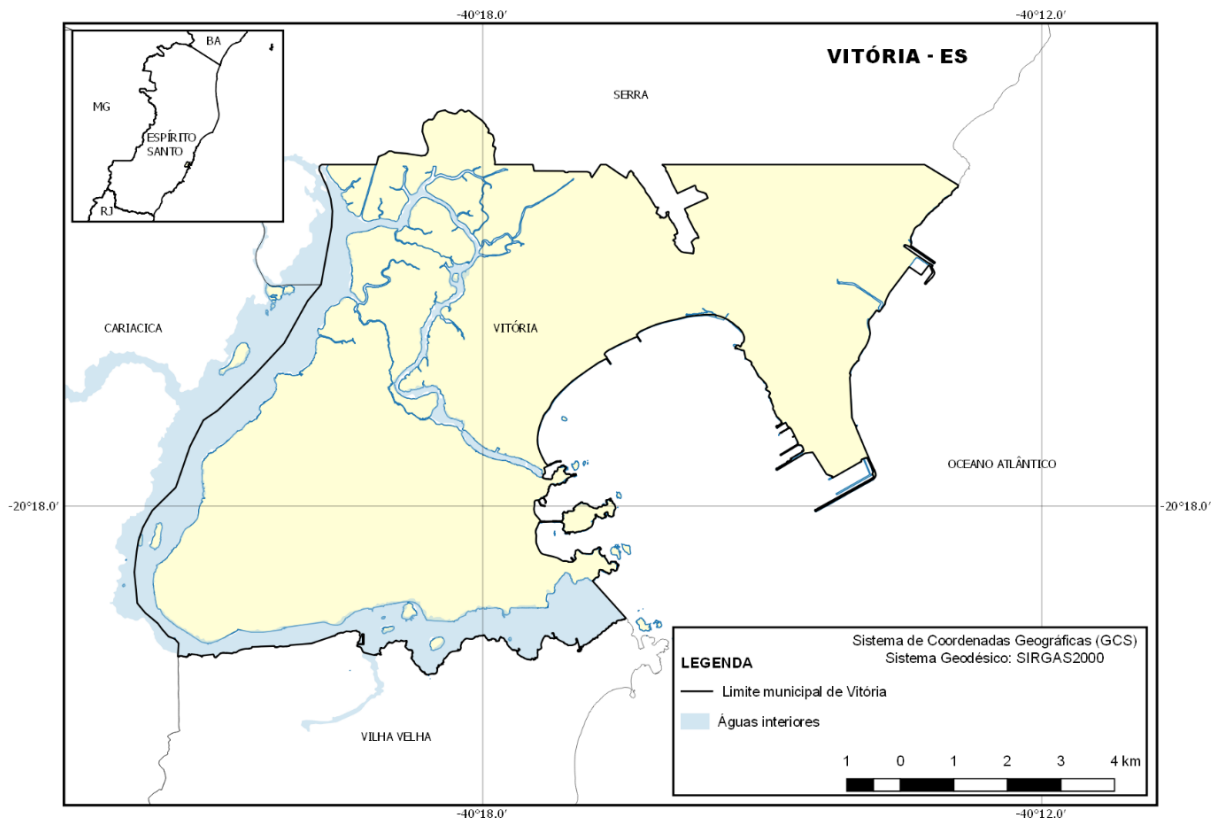 -40°18.0'
-40°12.0'
BA
MG
ESPÍRITO
SANTO
RJ
VITÓRIA - ES
SERRA
CARIACICA
VITÓRIA
OCEANO ATLÂNTICO
-20°18.0'
-20°18.0'
VILHA VELHA
Sistema de Coordenadas Geográficas (GCS)
Sistema Geodésico: SIRGAS2000
LEGENDA
Limite municipal de Vitória
Águas interiores
1 0 1 2 3 4 km
-40°18.0'
-40°12.0'